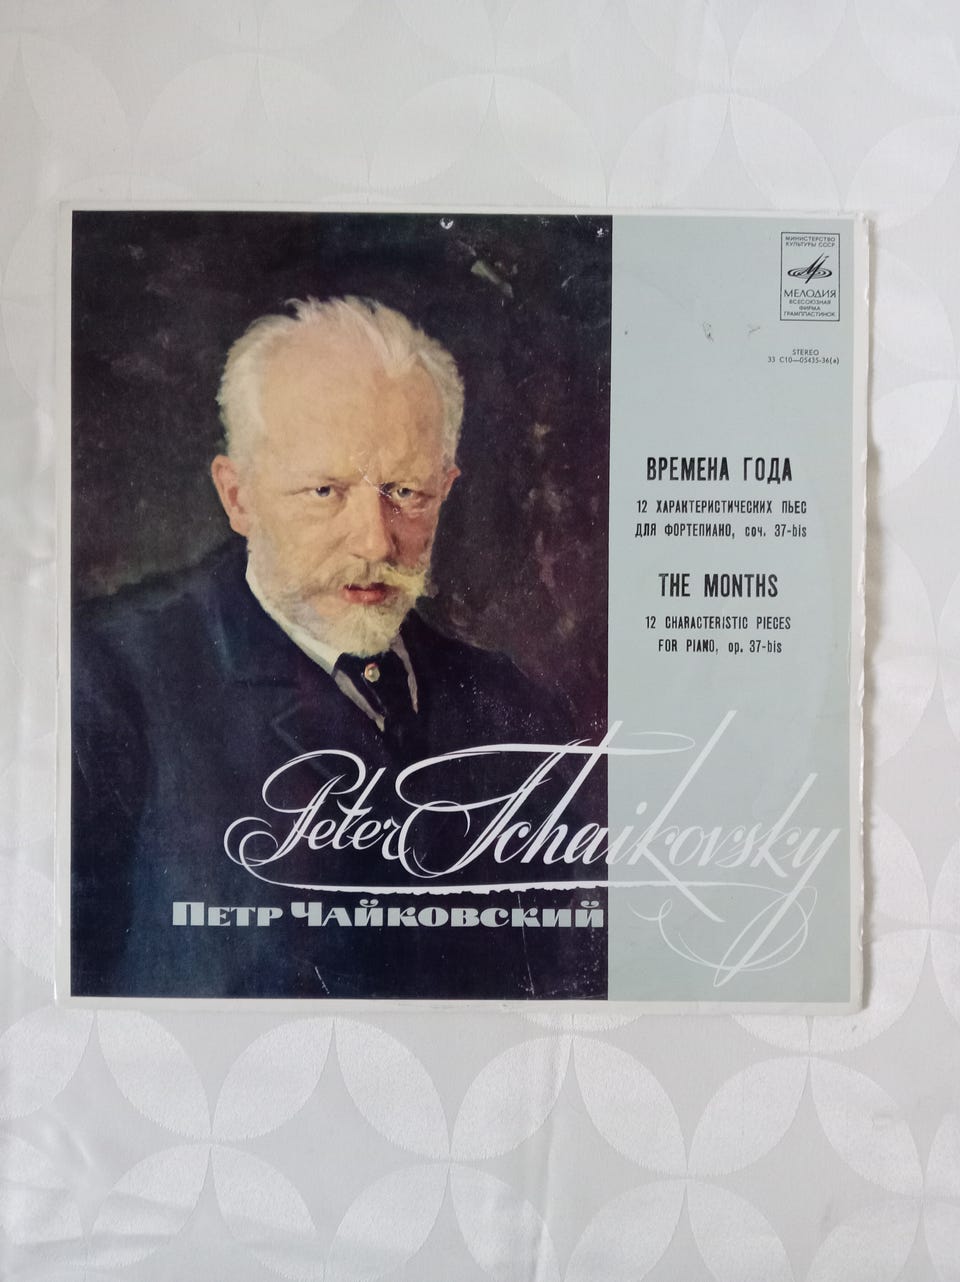 МИНИСТЕРСТВО
КУЛЬТУРЫ СССР
МЕЛОДИЯ
ВСЕСОЮЗНАЯ
ФИРМА
ГРАМПЛАСТИНОК
STEREO
33 С10—05435-36(а)
ВРЕМЕНА ГОДА
12 ХАРАКТЕРИСТИЧЕСКИХ ПЬЕС
ДЛЯ ФОРТЕПИАНО, соч. 37-bis
THE MONTHS
12 CHARACTERISTIC PIECES
FOR PIANO, op. 37-bis
Peter Tchaikovsky
ПЕТР ЧАЙКОВСКИЙ